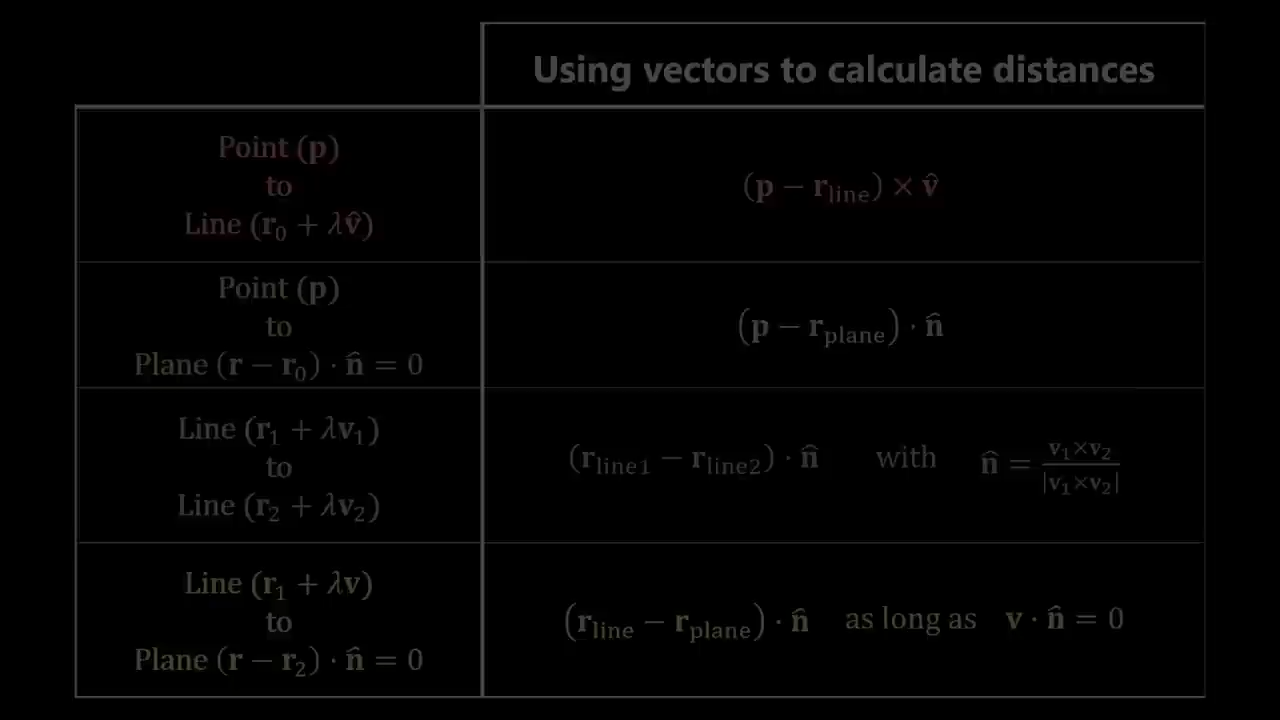 Using vectors to calculate distances
Point (𝐩)
to
Line (𝐫₀ + λ𝐯̂)
(𝐩 − 𝐫_line) × 𝐯̂
Point (𝐩)
to
Plane (𝐫 − 𝐫₀) · 𝐧̂ = 0
(𝐩 − 𝐫_plane) · 𝐧̂
Line (𝐫₁ + λ𝐯₁)
to
Line (𝐫₂ + λ𝐯₂)
(𝐫_line1 − 𝐫_line2) · 𝐧̂ with 𝐧̂ = (𝐯₁×𝐯₂)/|𝐯₁×𝐯₂|
Line (𝐫₁ + λ𝐯)
to
Plane (𝐫 − 𝐫₂) · 𝐧̂ = 0
(𝐫_line − 𝐫_plane) · 𝐧̂ as long as 𝐯 · 𝐧̂ = 0